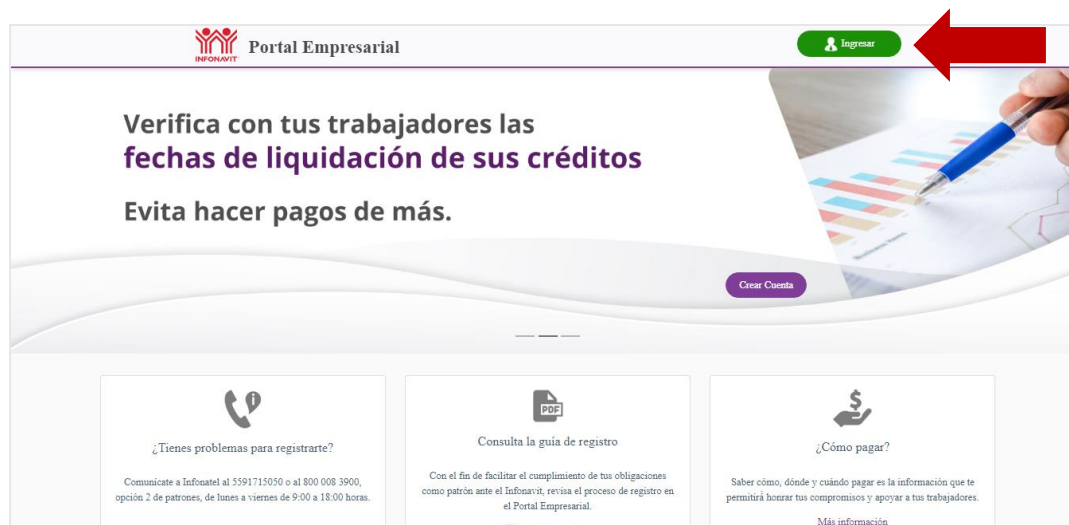 INFONAVIT
Portal Empresarial
Ingresar
Verifica con tus trabajadores las
fechas de liquidación de sus créditos
Evita hacer pagos de más.
Crear Cuenta
¿Tienes problemas para registrarte?
Comunícate a Infonatel al 5591715050 o al 800 008 3900,
opción 2 de patrones, de lunes a viernes de 9:00 a 18:00 horas.
PDF
Consulta la guía de registro
Con el fin de facilitar el cumplimiento de tus obligaciones
como patrón ante el Infonavit, revisa el proceso de registro en
el Portal Empresarial.
$
¿Cómo pagar?
Saber cómo, dónde y cuándo pagar es la información que te
permitirá honrar tus compromisos y apoyar a tus trabajadores.
Más información